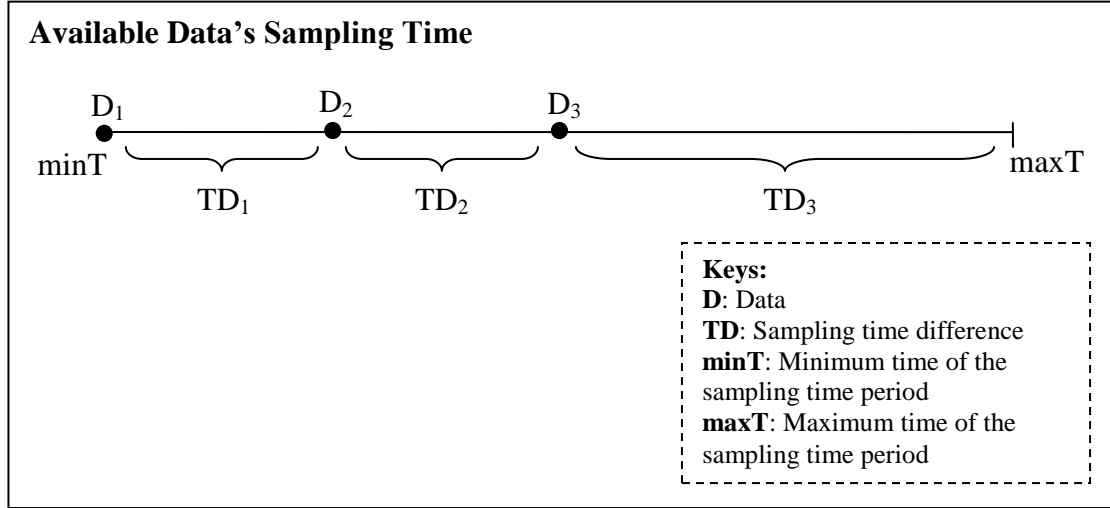 Available Data’s Sampling Time
D₁ D₂ D₃
minT maxT
TD₁ TD₂ TD₃
Keys:
D: Data
TD: Sampling time difference
minT: Minimum time of the
sampling time period
maxT: Maximum time of the
sampling time period